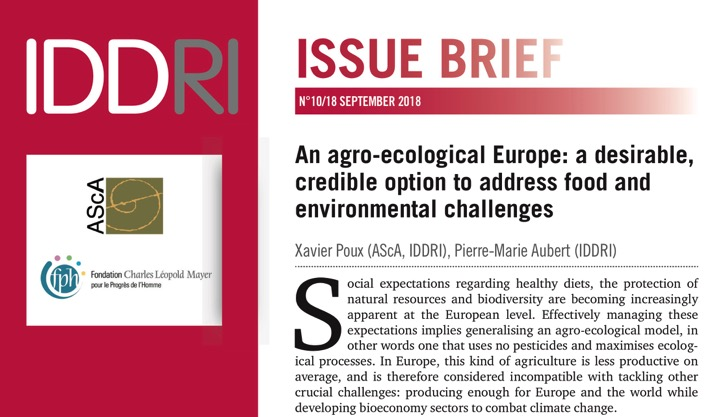 IDDRI
AScA
fph
Fondation Charles Léopold Mayer
pour le Progrès de l'Homme
ISSUE BRIEF
N°10/18 SEPTEMBER 2018
An agro-ecological Europe: a desirable,
credible option to address food and
environmental challenges
Xavier Poux (AScA, IDDRI), Pierre-Marie Aubert (IDDRI)
Social expectations regarding healthy diets, the protection of
natural resources and biodiversity are becoming increasingly
apparent at the European level. Effectively managing these
expectations implies generalising an agro-ecological model, in
other words one that uses no pesticides and maximises ecolog-
ical processes. In Europe, this kind of agriculture is less productive on
average, and is therefore considered incompatible with tackling other
crucial challenges: producing enough for Europe and the world while
developing bioeconomy sectors to combat climate change.